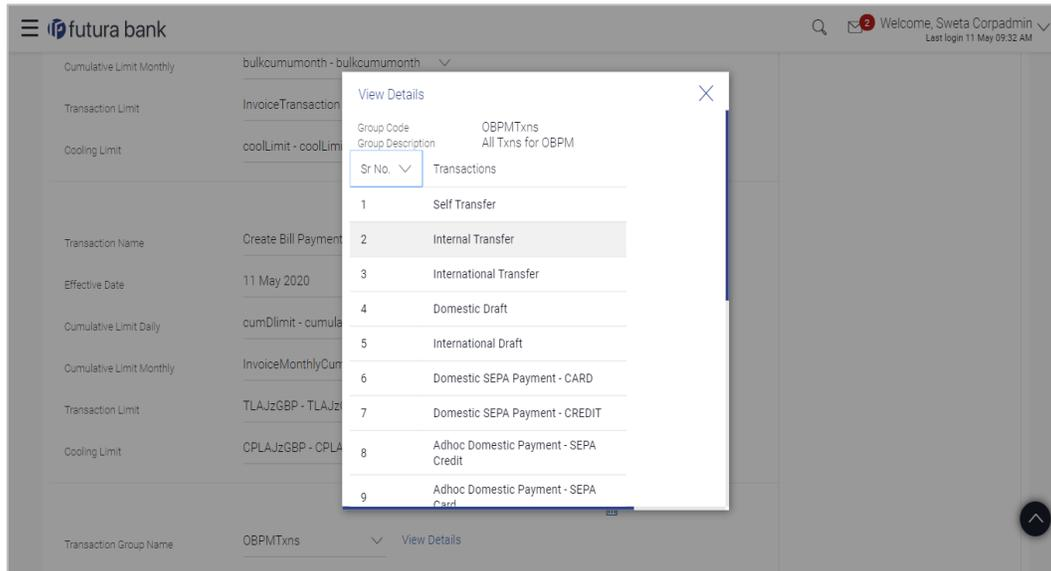 futura bank
2
Welcome, Sweta Corpadmin
Last login 11 May 09:32 AM
Cumulative Limit Monthly
bulkcumumonth - bulkcumumonth
Transaction Limit
InvoiceTransaction
Cooling Limit
coolLimit - coolLimi
Transaction Name
Create Bill Payment
Effective Date
11 May 2020
Cumulative Limit Daily
cumDlimit - cumula
Cumulative Limit Monthly
InvoiceMonthlyCum
Transaction Limit
TLAJzGBP - TLAJz
Cooling Limit
CPLAJzGBP - CPLA
Transaction Group Name
OBPMTxns
View Details
View Details
Group Code OBPMTxns
Group Description All Txns for OBPM
Sr No. Transactions
1 Self Transfer
2 Internal Transfer
3 International Transfer
4 Domestic Draft
5 International Draft
6 Domestic SEPA Payment - CARD
7 Domestic SEPA Payment - CREDIT
8 Adhoc Domestic Payment - SEPA
Credit
9 Adhoc Domestic Payment - SEPA
Card